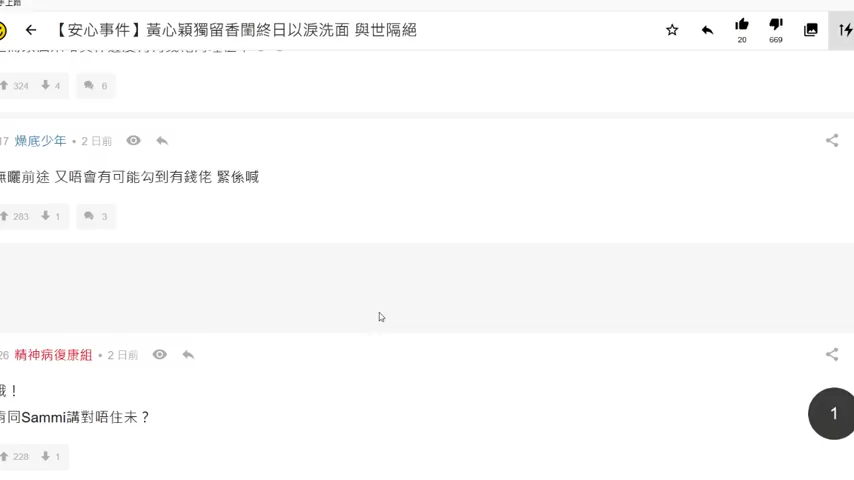 【安心事件】黃心穎獨留香閨終日以淚洗面 與世隔絕
20
669
324
4
6
17 燥底少年 • 2 日前
無曬前途 又唔會有可能勾到有錢佬 緊係喊
283
1
3
26 精神病復康組 • 2 日前
！
有同Sammi講對唔住未？
1
228
1